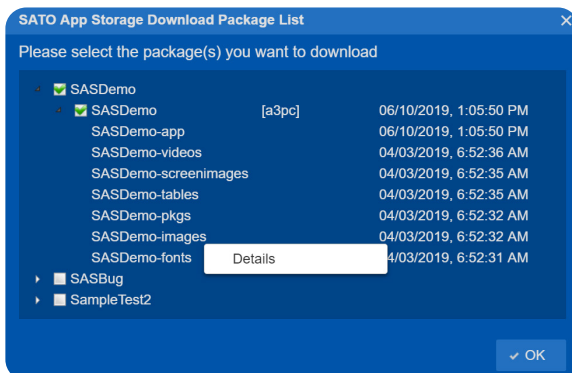 SATO App Storage Download Package List
Please select the package(s) you want to download
SASDemo
SASDemo [a3pc] 06/10/2019, 1:05:50 PM
SASDemo-app 06/10/2019, 1:05:50 PM
SASDemo-videos 04/03/2019, 6:52:36 AM
SASDemo-screenimages 04/03/2019, 6:52:35 AM
SASDemo-tables 04/03/2019, 6:52:35 AM
SASDemo-pkgs 04/03/2019, 6:52:32 AM
SASDemo-images 04/03/2019, 6:52:32 AM
SASDemo-fonts Details 4/03/2019, 6:52:31 AM
SASBug
SampleTest2
OK